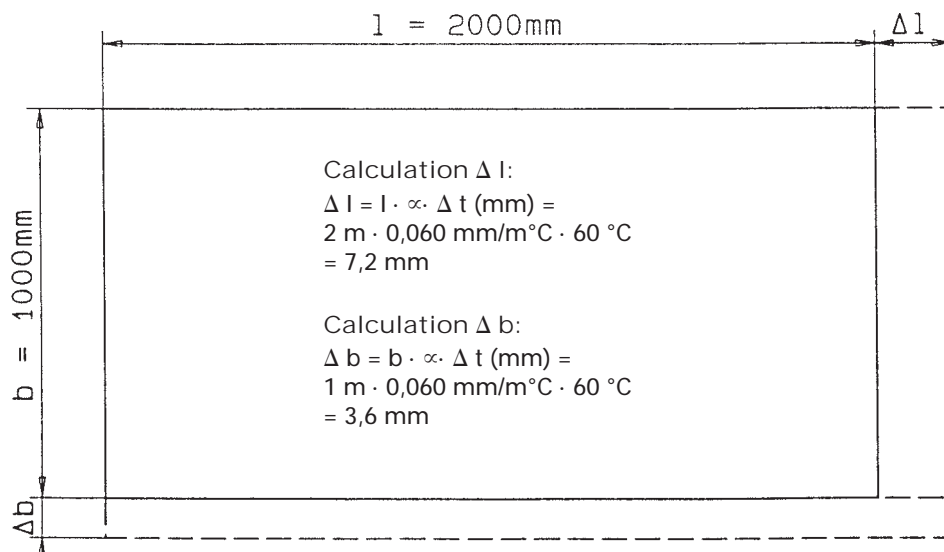 l = 2000mm
Δl
b = 1000mm
Calculation Δ l:
Δ l = l · ∝· Δ t (mm) =
2 m · 0,060 mm/m°C · 60 °C
= 7,2 mm
Calculation Δ b:
Δ b = b · ∝· Δ t (mm) =
1 m · 0,060 mm/m°C · 60 °C
= 3,6 mm
Δb